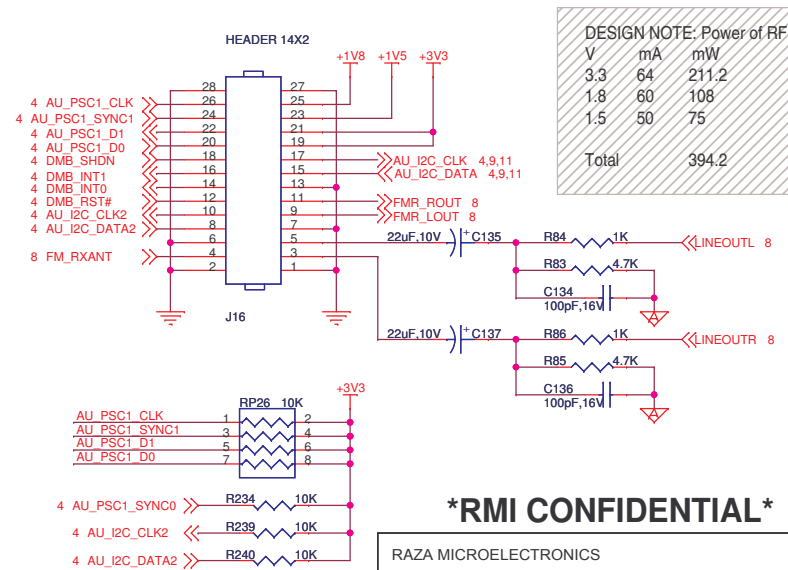 HEADER 14X2
+1V8 +1V5 +3V3
DESIGN NOTE: Power of RF
V mA mW
3.3 64 211.2
1.8 60 108
1.5 50 75
Total 394.2
28 27
4 AU_PSC1_CLK 26 25
4 AU_PSC1_SYNC1 24 23
4 AU_PSC1_D1 22 21
4 AU_PSC1_D0 20 19
4 DMB_SHDN 18 17 AU_I2C_CLK 4,9,11
4 DMB_INT1 16 15 AU_I2C_DATA 4,9,11
4 DMB_INT0 14 13
4 DMB_RST# 12 11 FMR_ROUT 8
4 AU_I2C_CLK2 10 9 FMR_LOUT 8
4 AU_I2C_DATA2 8 7
6 5
8 FM_RXANT 4 3
2 1
J16
22uF,10V + C135 R84 1K LINEOUTL 8
R83 4.7K
C134
100pF,16V
A
22uF,10V + C137 R86 1K LINEOUTR 8
R85 4.7K
C136
100pF,16V
A
+3V3
RP26 10K
AU_PSC1_CLK 1 2
AU_PSC1_SYNC1 3 4
AU_PSC1_D1 5 6
AU_PSC1_D0 7 8
4 AU_PSC1_SYNC0 R234 10K
4 AU_I2C_CLK2 R239 10K
4 AU_I2C_DATA2 R240 10K
*RMI CONFIDENTIAL*
RAZA MICROELECTRONICS